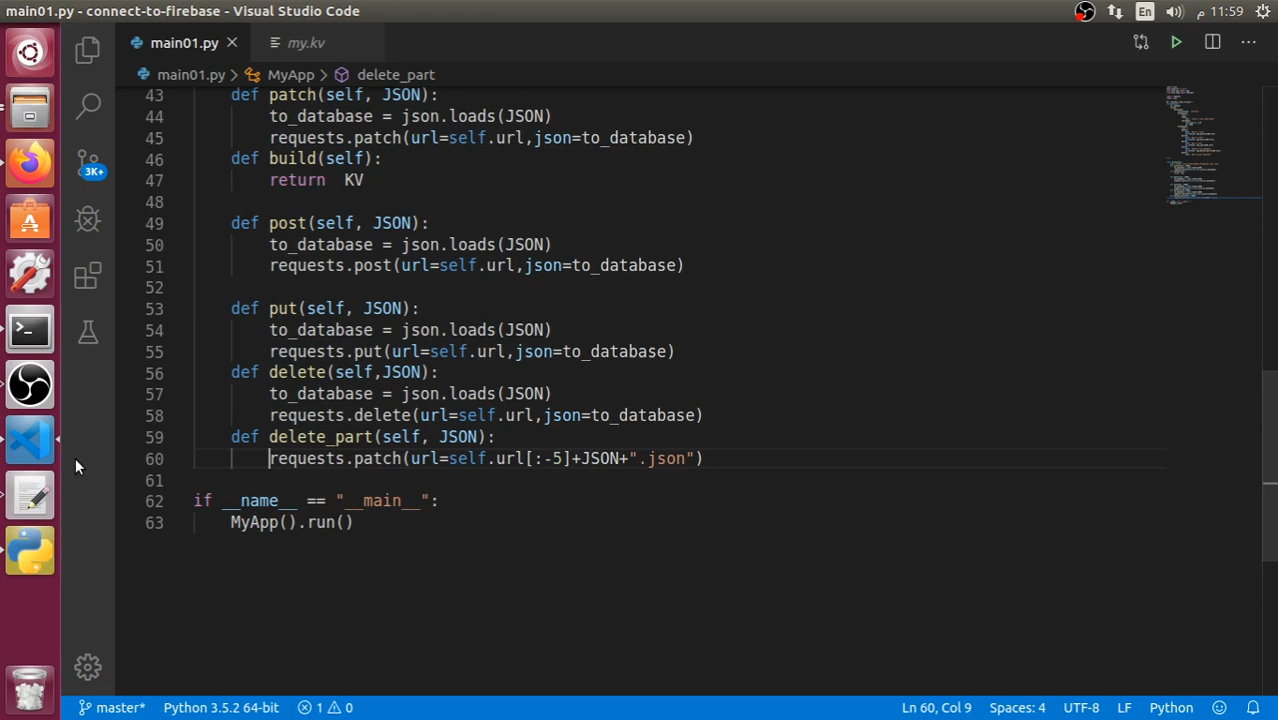 main01.py - connect-to-firebase - Visual Studio Code
En
11:59 م
main01.py
my.kv
main01.py > MyApp > delete_part
43 def patch(self, JSON):
44 to_database = json.loads(JSON)
45 requests.patch(url=self.url,json=to_database)
46 def build(self):
47 return KV
48
49 def post(self, JSON):
50 to_database = json.loads(JSON)
51 requests.post(url=self.url,json=to_database)
52
53 def put(self, JSON):
54 to_database = json.loads(JSON)
55 requests.put(url=self.url,json=to_database)
56 def delete(self,JSON):
57 to_database = json.loads(JSON)
58 requests.delete(url=self.url,json=to_database)
59 def delete_part(self, JSON):
60 requests.patch(url=self.url[:-5]+JSON+".json")
61
62 if __name__ == "__main__":
63 MyApp().run()
3K+
master* Python 3.5.2 64-bit 1 0 Ln 60, Col 9 Spaces: 4 UTF-8 LF Python